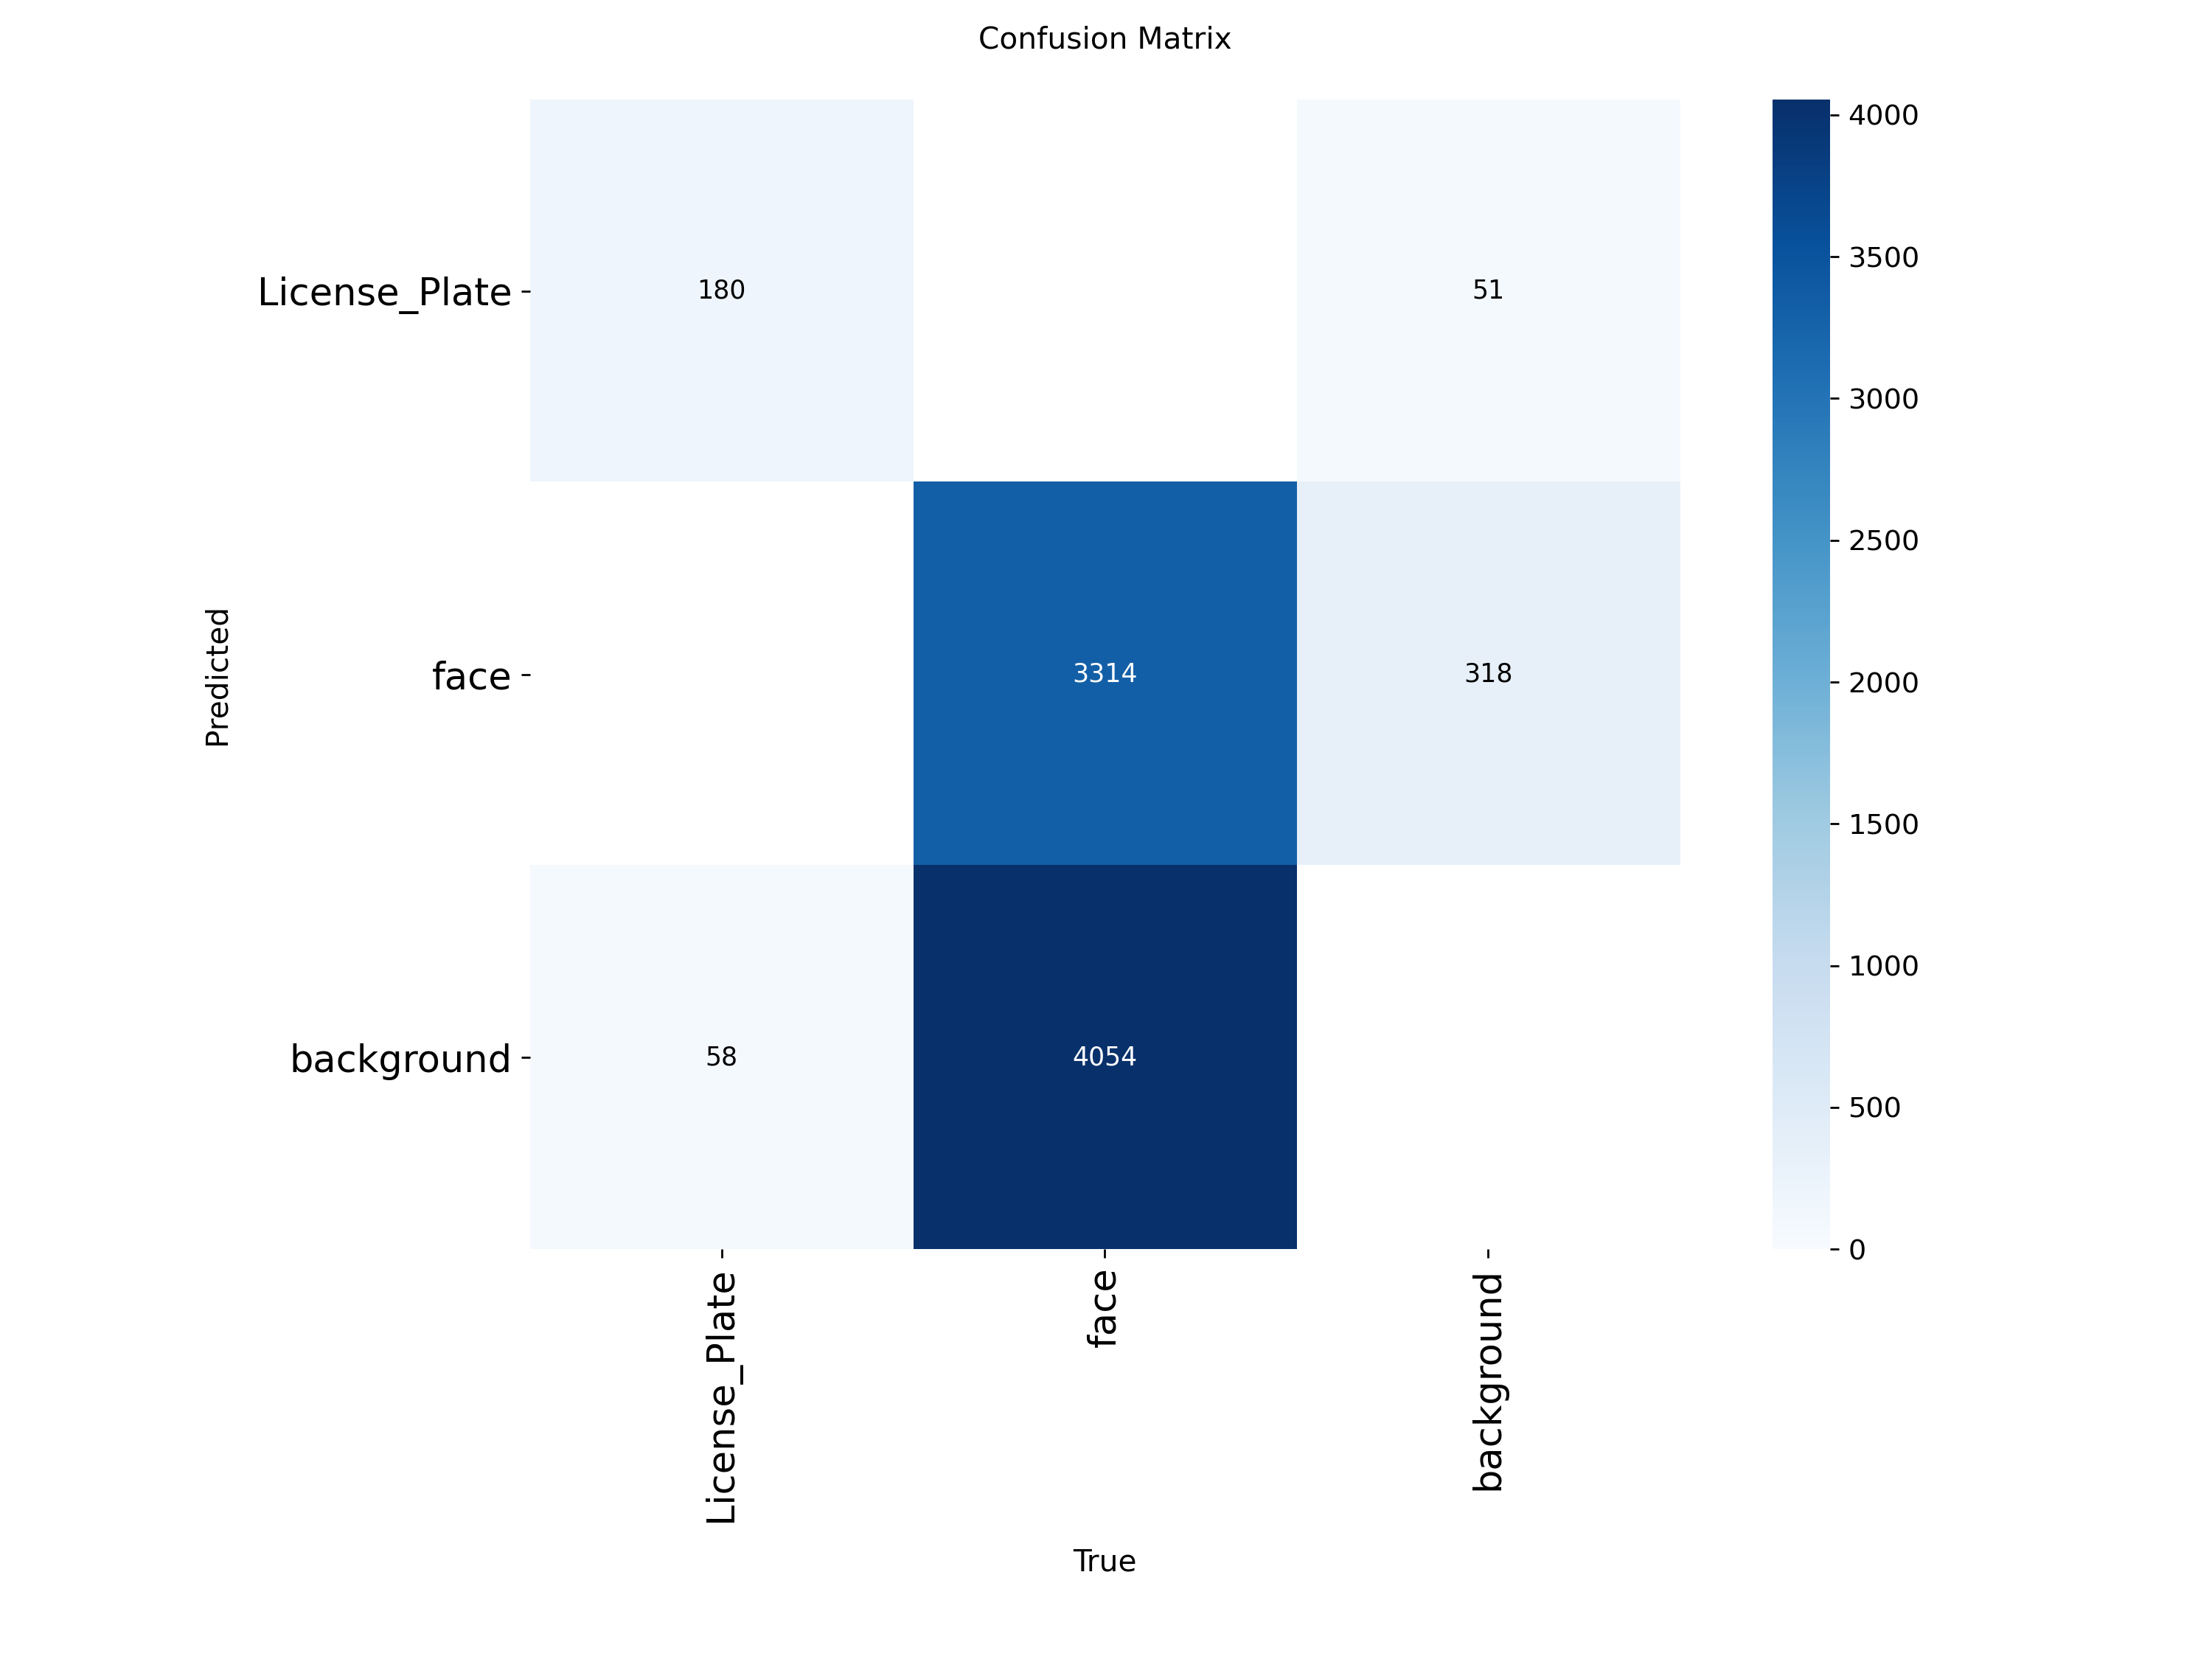 Confusion Matrix
License_Plate
180
51
face
3314
318
background
58
4054
Predicted
License_Plate
face
background
True
4000
3500
3000
2500
2000
1500
1000
500
0